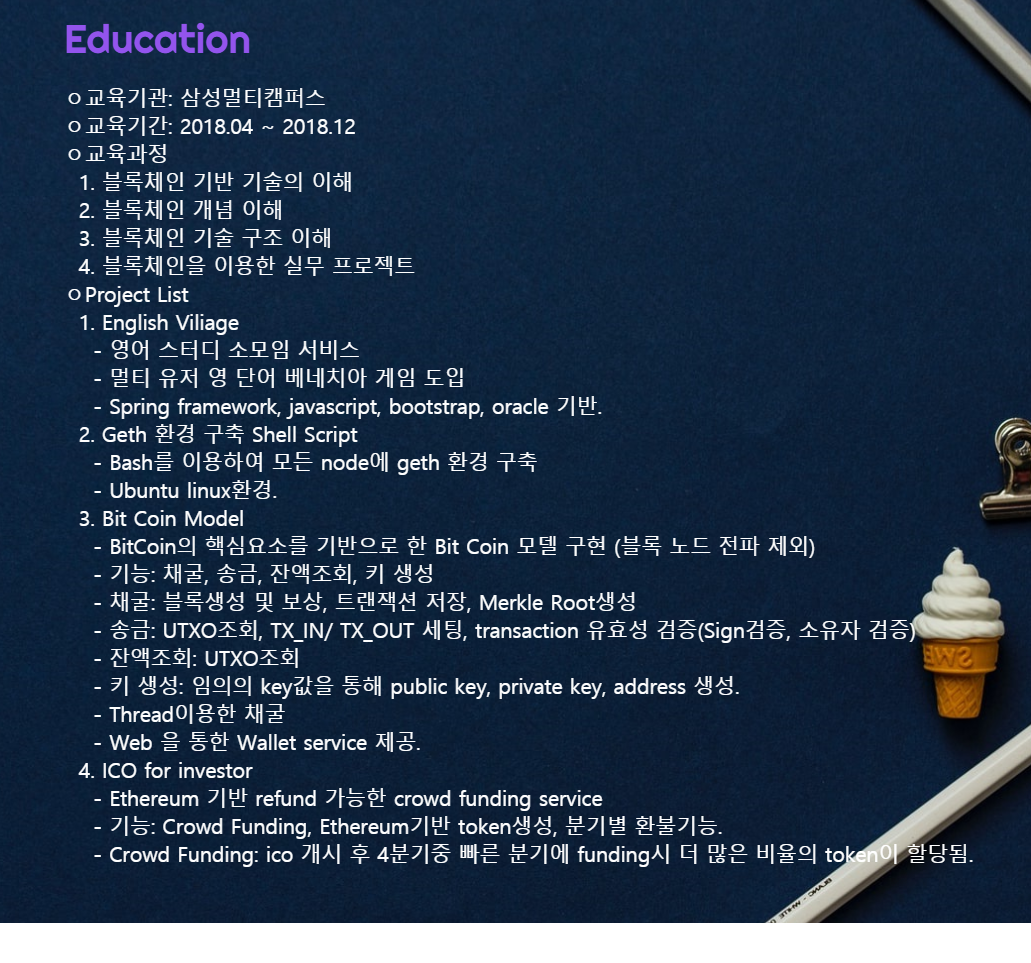 Education
ㅇ교육기관: 삼성멀티캠퍼스
ㅇ교육기간: 2018.04 ~ 2018.12
ㅇ교육과정
1. 블록체인 기반 기술의 이해
2. 블록체인 개념 이해
3. 블록체인 기술 구조 이해
4. 블록체인을 이용한 실무 프로젝트
ㅇProject List
1. English Viliage
- 영어 스터디 소모임 서비스
- 멀티 유저 영 단어 베네치아 게임 도입
- Spring framework, javascript, bootstrap, oracle 기반.
2. Geth 환경 구축 Shell Script
- Bash를 이용하여 모든 node에 geth 환경 구축
- Ubuntu linux환경.
3. Bit Coin Model
- BitCoin의 핵심요소를 기반으로 한 Bit Coin 모델 구현 (블록 노드 전파 제외)
- 기능: 채굴, 송금, 잔액조회, 키 생성
- 채굴: 블록생성 및 보상, 트랜잭션 저장, Merkle Root생성
- 송금: UTXO조회, TX_IN/ TX_OUT 세팅, transaction 유효성 검증(Sign검증, 소유자 검증)
- 잔액조회: UTXO조회
- 키 생성: 임의의 key값을 통해 public key, private key, address 생성.
- Thread이용한 채굴
- Web 을 통한 Wallet service 제공.
4. ICO for investor
- Ethereum 기반 refund 가능한 crowd funding service
- 기능: Crowd Funding, Ethereum기반 token생성, 분기별 환불기능.
- Crowd Funding: ico 개시 후 4분기중 빠른 분기에 funding시 더 많은 비율의 token이 할당됨.